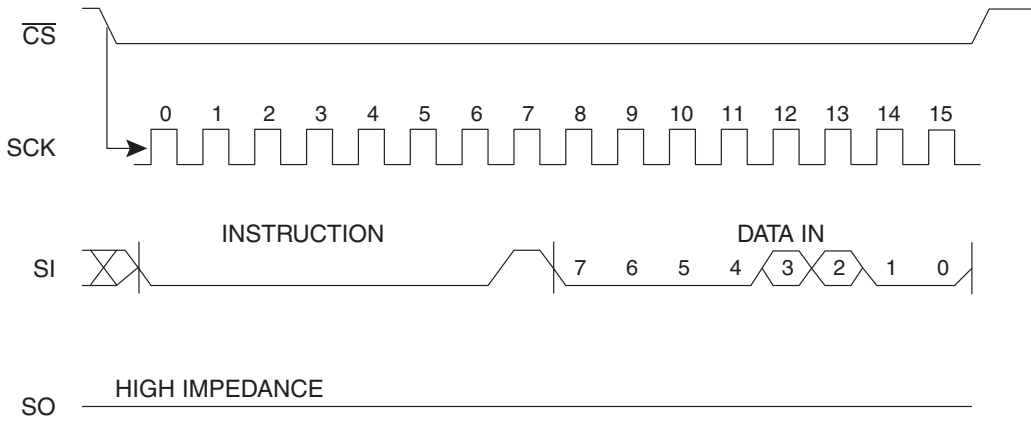 CS
0 1 2 3 4 5 6 7 8 9 10 11 12 13 14 15
SCK
INSTRUCTION DATA IN
SI 7 6 5 4 3 2 1 0
HIGH IMPEDANCE
SO